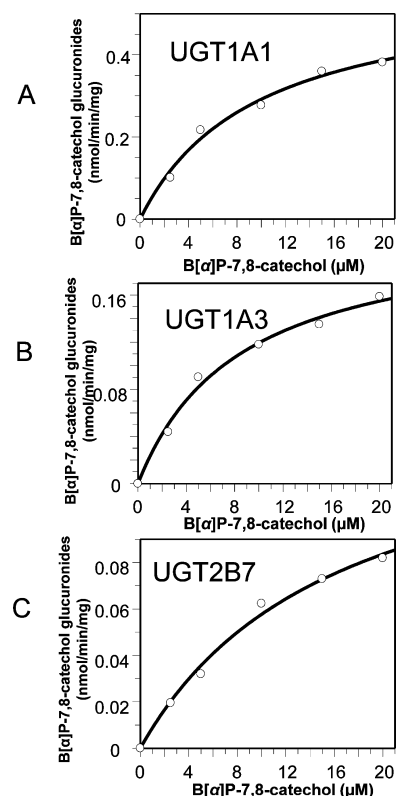 A
UGT1A1
B[α]P-7,8-catechol glucuronides
(nmol/min/mg)
0.4
0.2
0
0 4 8 12 16 20
B[α]P-7,8-catechol (µM)
B
UGT1A3
B[α]P-7,8-catechol glucuronides
(nmol/min/mg)
0.16
0.08
0
0 4 8 12 16 20
B[α]P-7,8-catechol (µM)
C
UGT2B7
B[α]P-7,8-catechol glucuronides
(nmol/min/mg)
0.08
0.06
0.04
0.02
0
0 4 8 12 16 20
B[α]P-7,8-catechol (µM)